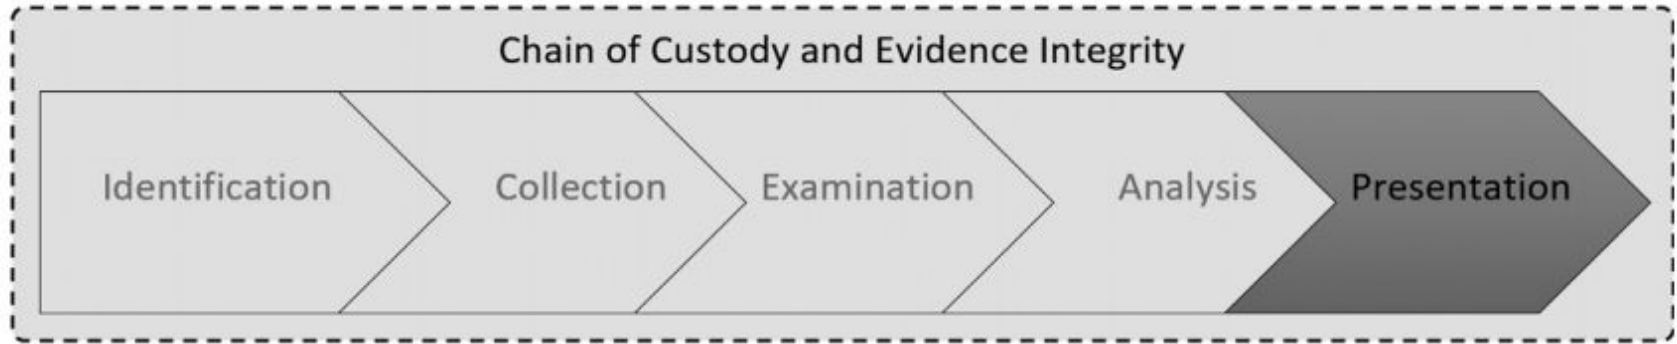 Chain of Custody and Evidence Integrity
Identification
Collection
Examination
Analysis
Presentation